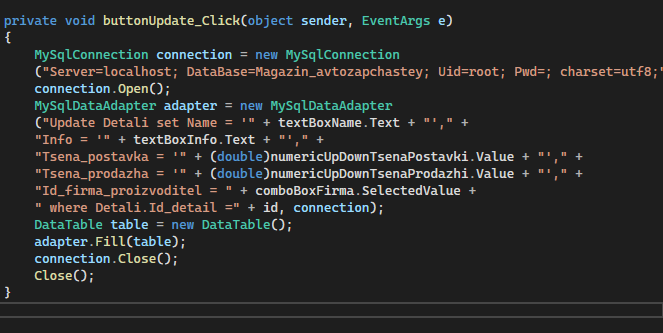 private void buttonUpdate_Click(object sender, EventArgs e)
{
MySqlConnection connection = new MySqlConnection
("Server=localhost; DataBase=Magazin_avtozapchastey; Uid=root; Pwd=; charset=utf8;"
connection.Open();
MySqlDataAdapter adapter = new MySqlDataAdapter
("Update Detali set Name = '" + textBoxName.Text + "'," +
"Info = '" + textBoxInfo.Text + "'," +
"Tsena_postavka = '" + (double)numericUpDownTsenaPostavki.Value + "'," +
"Tsena_prodazha = '" + (double)numericUpDownTsenaProdazhi.Value + "'," +
"Id_firma_proizvoditel = " + comboBoxFirma.SelectedValue +
" where Detali.Id_detail =" + id, connection);
DataTable table = new DataTable();
adapter.Fill(table);
connection.Close();
Close();
}